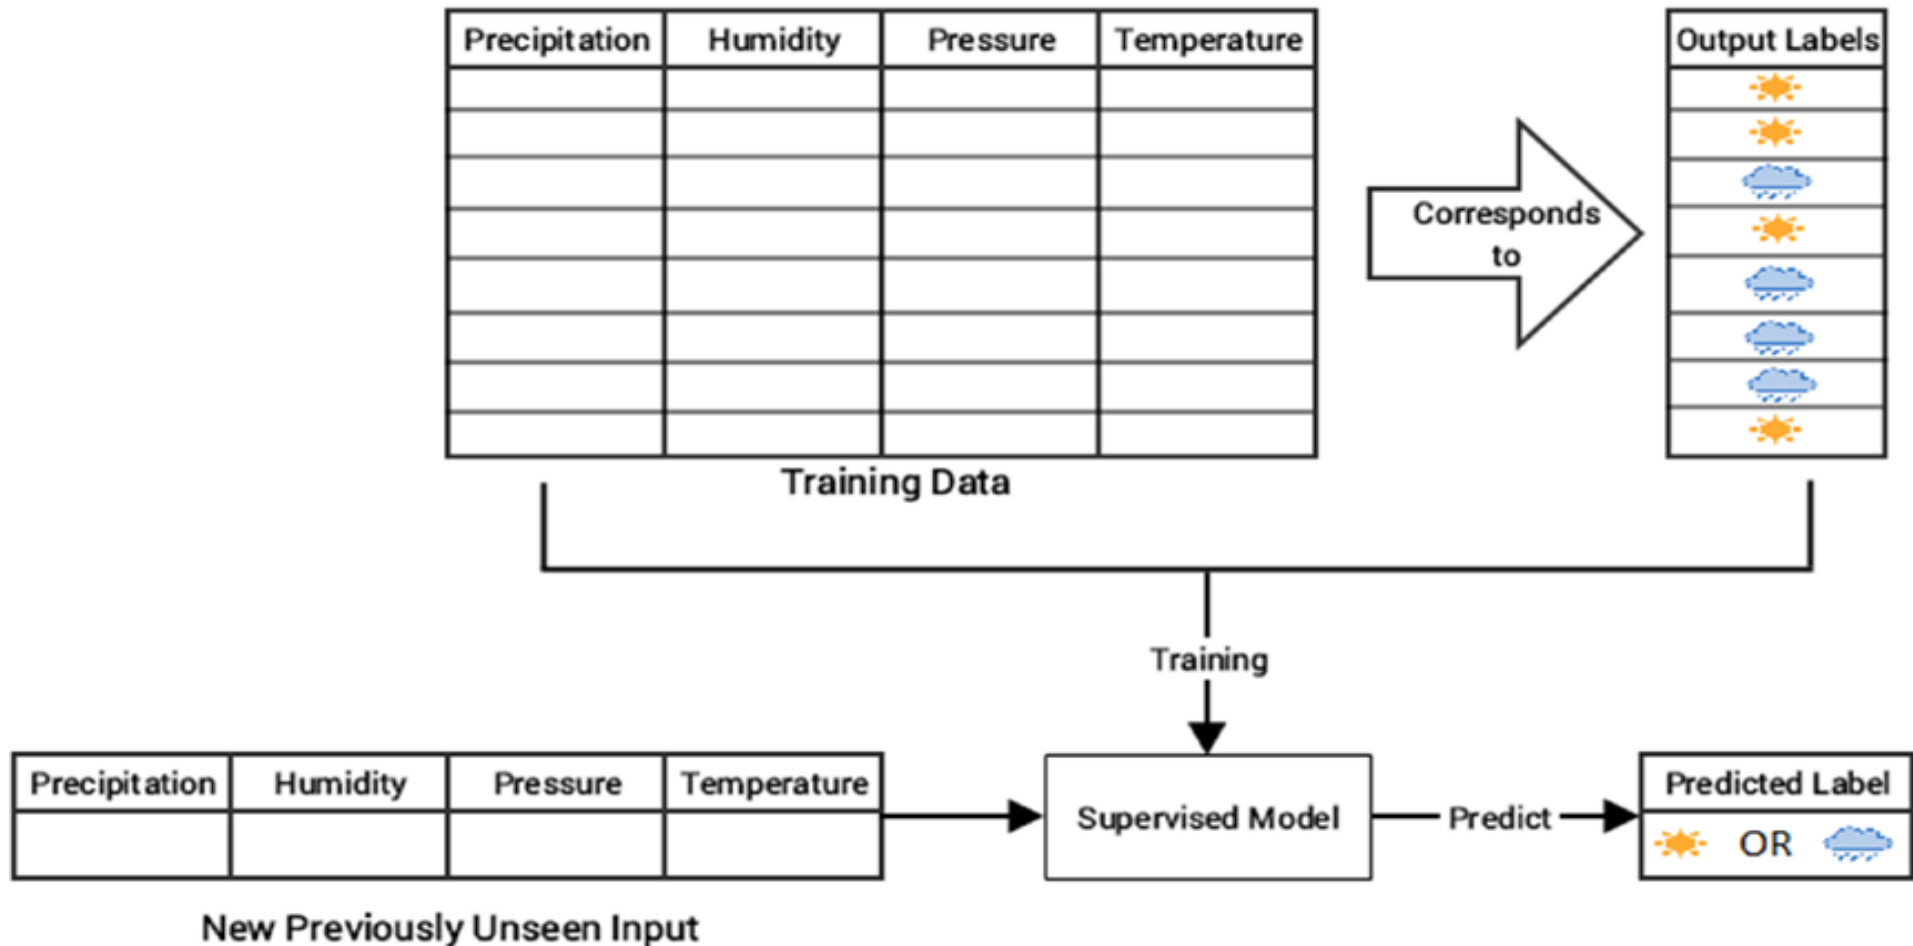 Precipitation Humidity Pressure Temperature
Output Labels
Corresponds
to
Training Data
Training
Precipitation Humidity Pressure Temperature
Supervised Model
Predict
Predicted Label
OR
New Previously Unseen Input